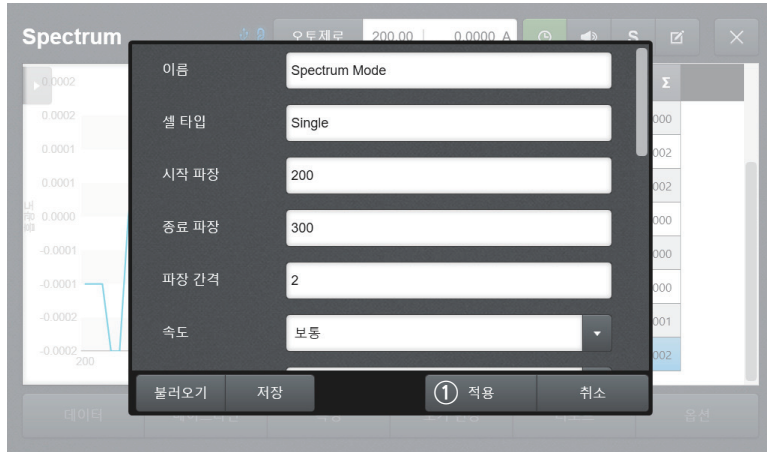 Spectrum
오토제로 200.00 0.0000 A S
이름 Spectrum Mode
셀 타입 Single
시작 파장 200
종료 파장 300
파장 간격 2
속도 보통
불러오기 저장 ① 적용 취소
0.0002
0.0002
0.0001
0.0001
0.0000
-0.0001
-0.0001
-0.0002
-0.0002
200
흡광도
Σ
000
002
002
000
000
000
001
002
데이터
옵션